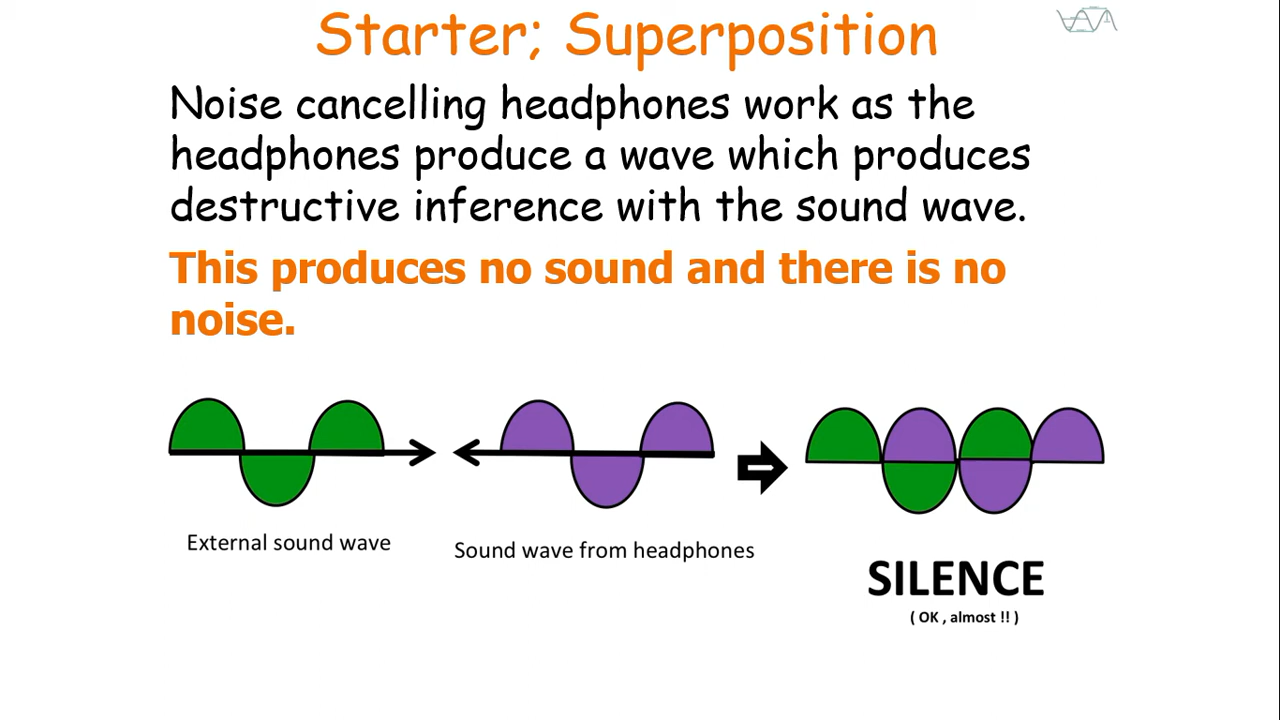 Starter; Superposition
Noise cancelling headphones work as the
headphones produce a wave which produces
destructive inference with the sound wave.
This produces no sound and there is no
noise.
External sound wave
Sound wave from headphones
SILENCE
( OK , almost !! )